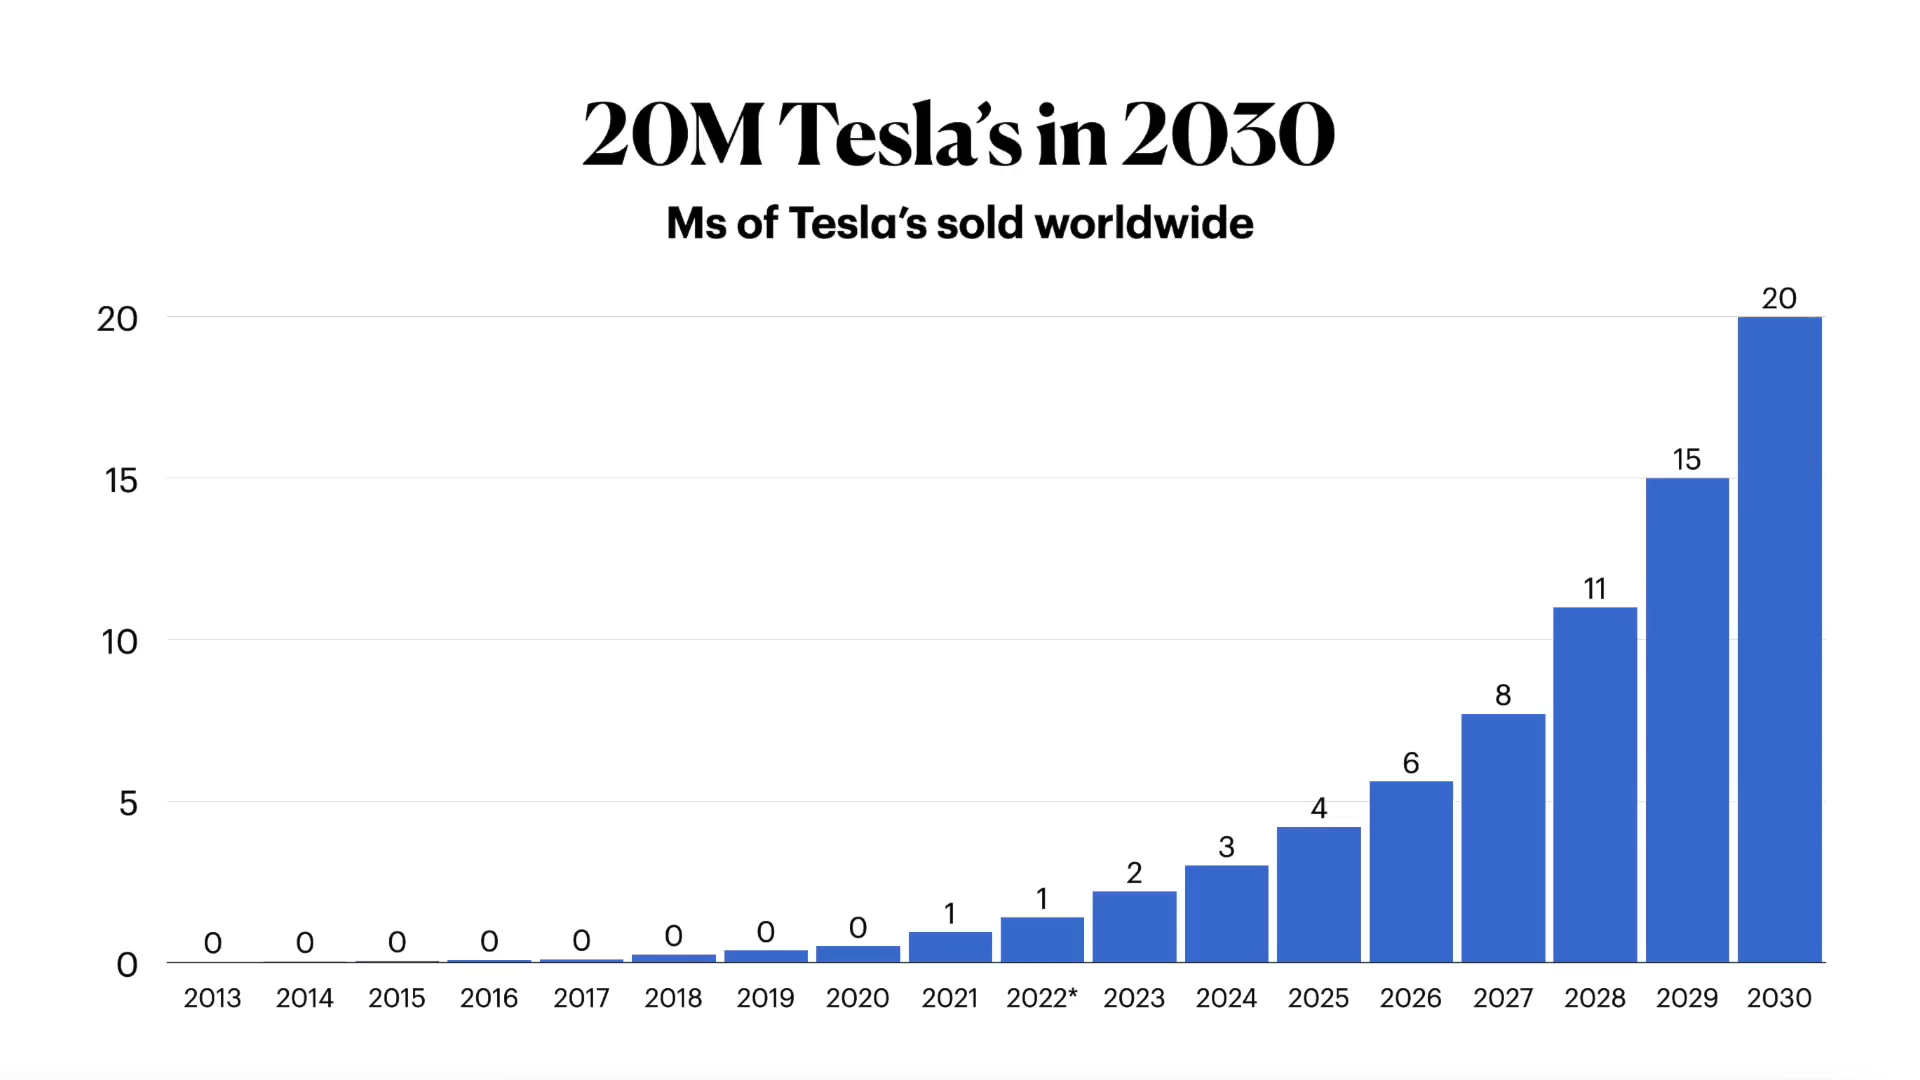 20M Tesla’s in 2030
Ms of Tesla’s sold worldwide
20
15
10
5
0
0 0 0 0 0 0 0 0 1 1 2 3 4 6 8 11 15 20
2013 2014 2015 2016 2017 2018 2019 2020 2021 2022* 2023 2024 2025 2026 2027 2028 2029 2030